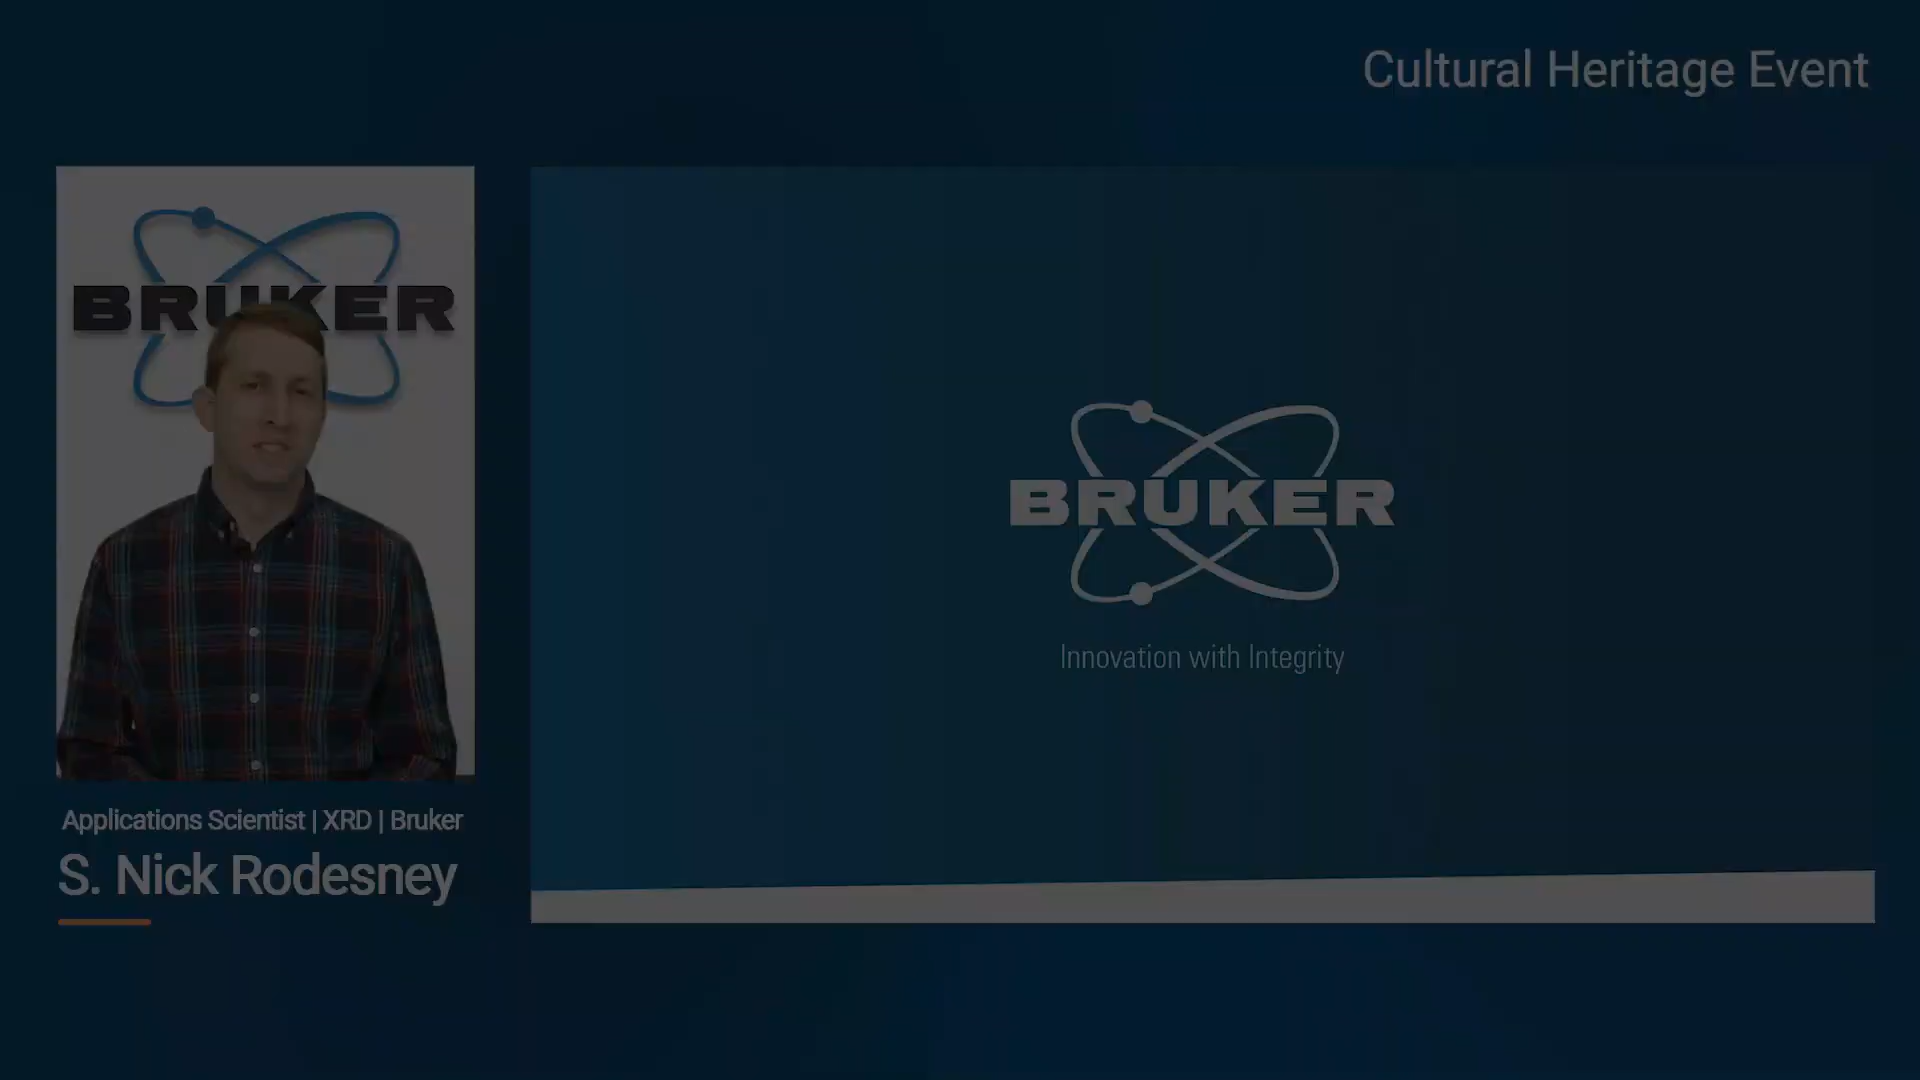 Cultural Heritage Event
BRUKER
Applications Scientist | XRD | Bruker
S. Nick Rodesney
BRUKER
Innovation with Integrity